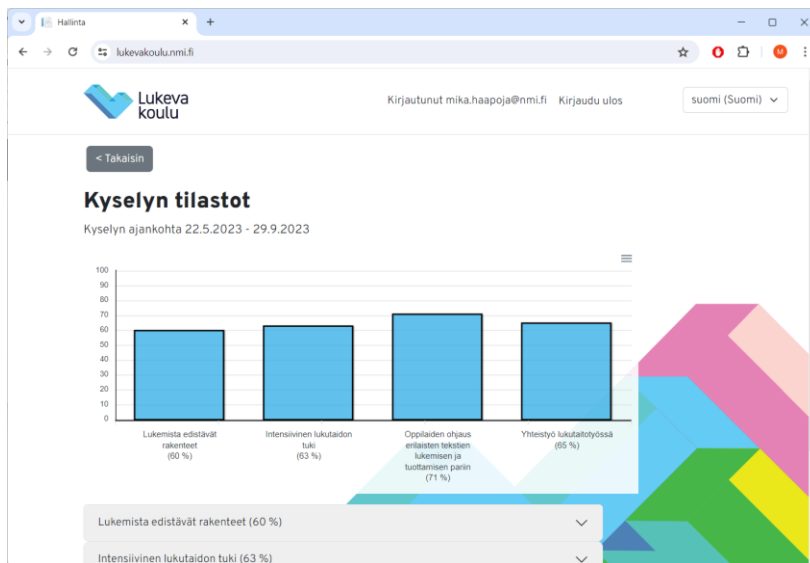 Hallinta
lukevakoulu.nmi.fi
M
Lukeva
koulu
Kirjautunut mika.haapoja@nmi.fi Kirjaudu ulos
suomi (Suomi)
< Takaisin
Kyselyn tilastot
Kyselyn ajankohta 22.5.2023 - 29.9.2023
100
90
80
70
60
50
40
30
20
10
0
Lukemista edistävät
rakenteet
(60 %)
Intensiivinen lukutaidon
tuki
(63 %)
Oppilaiden ohjaus
erilaisten tekstien
lukemisen ja
tuottamisen pariin
(71 %)
Yhteistyö lukutaitotyössä
(65 %)
Lukemista edistävät rakenteet (60 %)
Intensiivinen lukutaidon tuki (63 %)